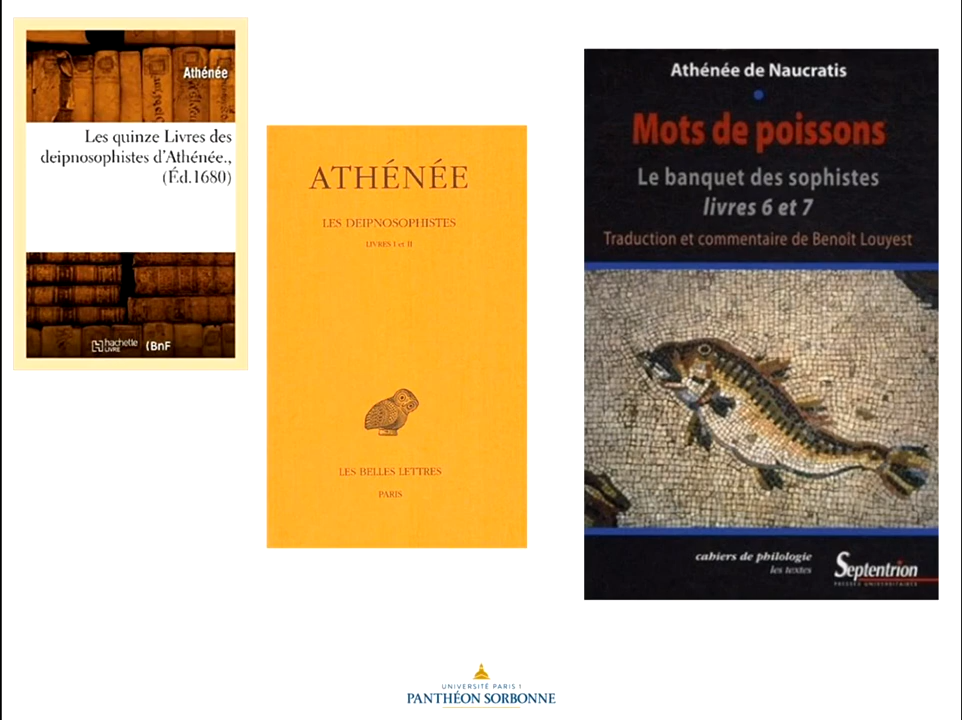 Athénée
Les quinze Livres des
deipnosophistes d'Athénée.,
(Éd.1680)
hachette
LIVRE
(BnF
ATHÉNÉE
LES DEIPNOSOPHISTES
LIVRES I et II
LES BELLES LETTRES
PARIS
Athénée de Naucratis
Mots de poissons
Le banquet des sophistes
livres 6 et 7
Traduction et commentaire de Benoît Louyest
cahiers de philologie
les textes
Septentrion
PRESSES UNIVERSITAIRES
UNIVERSITÉ PARIS 1
PANTHÉON SORBONNE